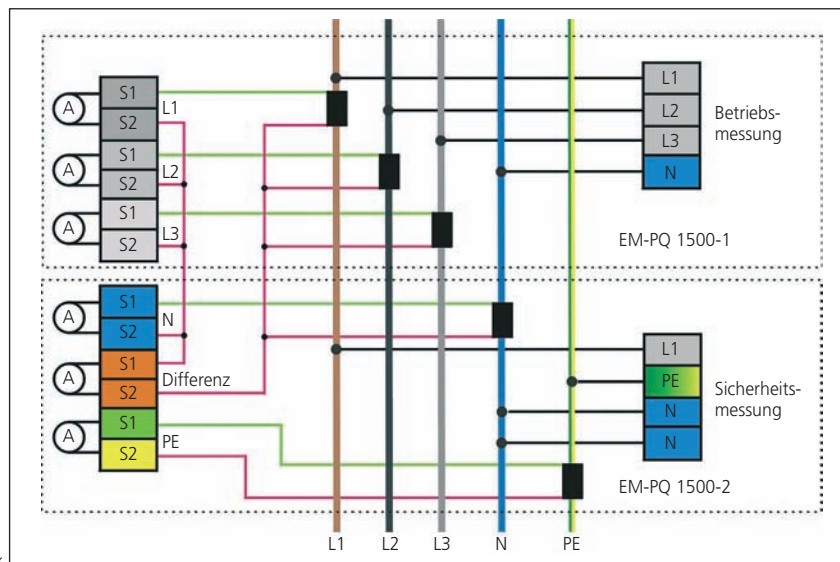 L1
S1
A
L1
S2
L2
Betriebs-
messung
S1
A
L2
S2
L3
N
S1
A
L3
S2
EM-PQ 1500-1
S1
A
N
S2
L1
S1
A
Differenz
S2
PE
Sicherheits-
messung
N
S1
A
PE
S2
N
EM-PQ 1500-2
L1 L2 L3 N PE